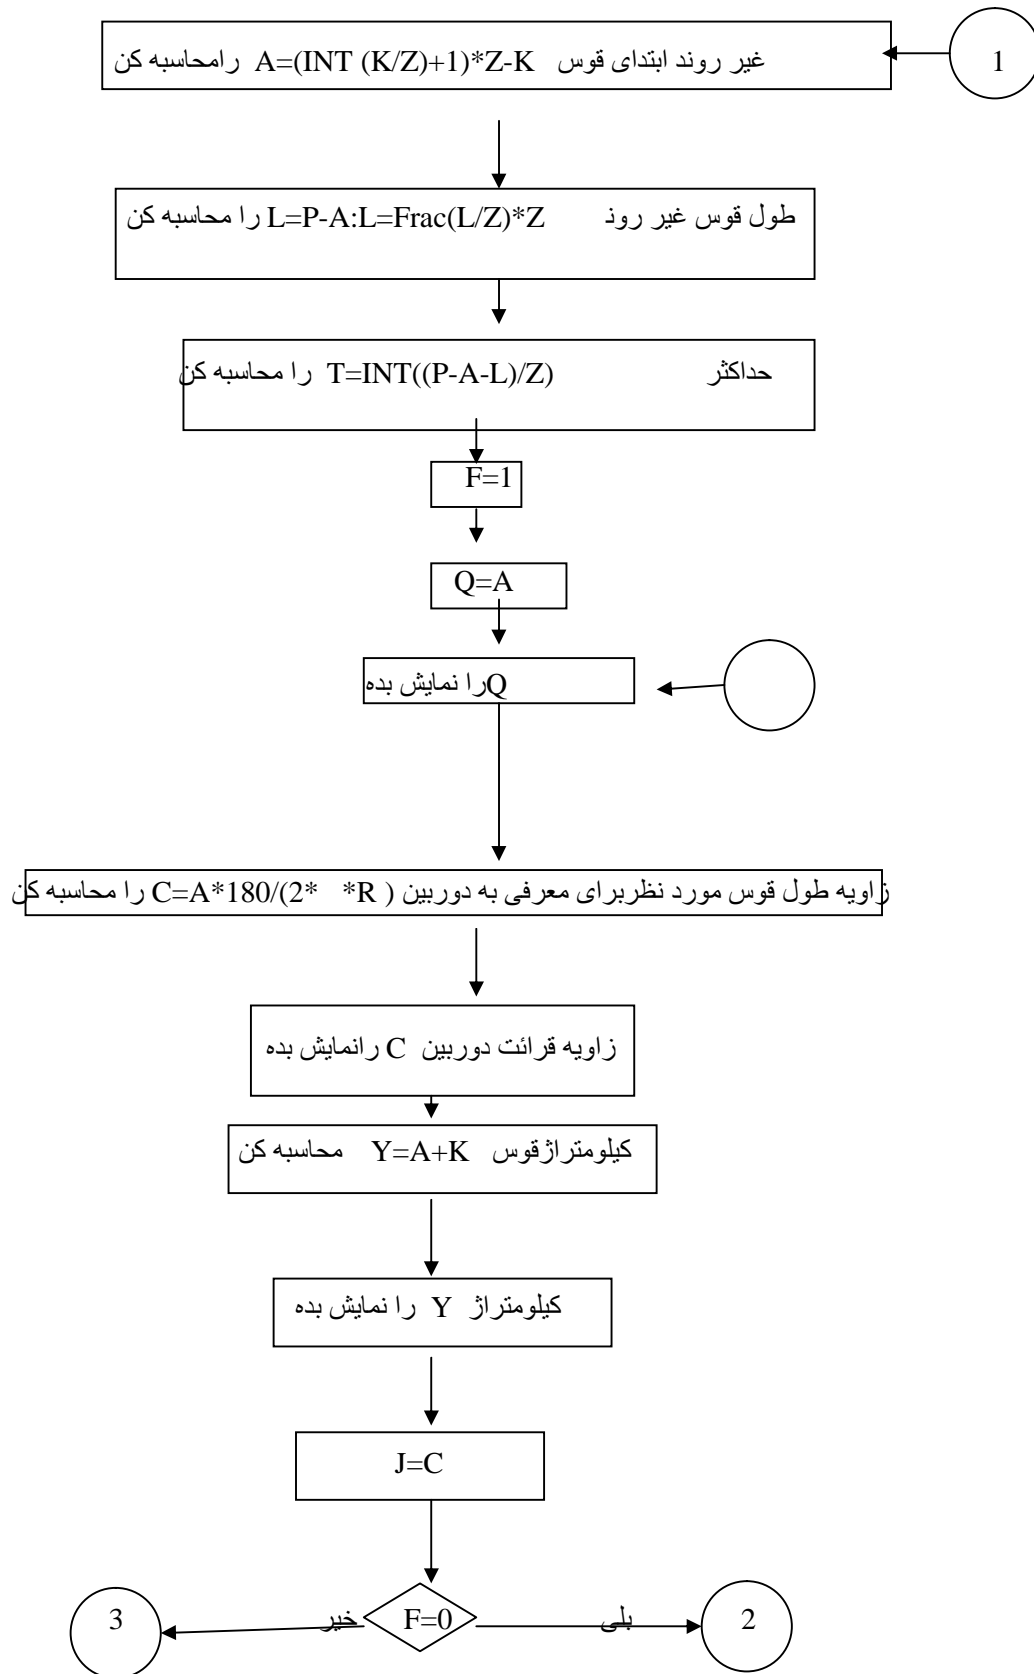 غیر روند ابتدای قوس A=(INT (K/Z)+1)*Z-K رامحاسبه کن
1
طول قوس غیر روند L=P-A:L=Frac(L/Z)*Z را محاسبه کن
حداکثر T=INT((P-A-L)/Z) را محاسبه کن
F=1
Q=A
Qرا نمایش بده
زاویه طول قوس مورد نظربرای معرفی به دوربین C=A*180/(2* *R ) را محاسبه کن
زاویه قرائت دوربین C رانمایش بده
کیلومتراژقوس Y=A+K محاسبه کن
کیلومتراژ Y را نمایش بده
J=C
F=0
بلی
2
خیر
3